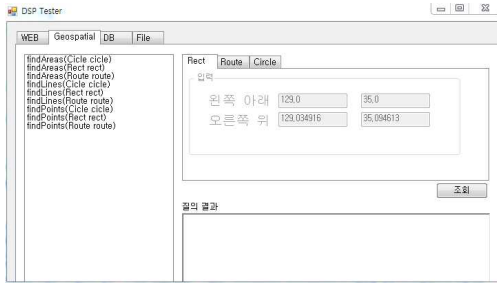 DSP Tester
WEB Geospatial DB File
findAreas(Cicle cicle)
findAreas(Rect rect)
findAreas(Route route)
findLines(Cicle cicle)
findLines(Rect rect)
findLines(Route route)
findPoints(Cicle cicle)
findPoints(Rect rect)
findPoints(Route route)
Rect Route Circle
입력
왼쪽 아래 129,0 35,0
오른쪽 위 129,034916 35,094613
조회
질의 결과